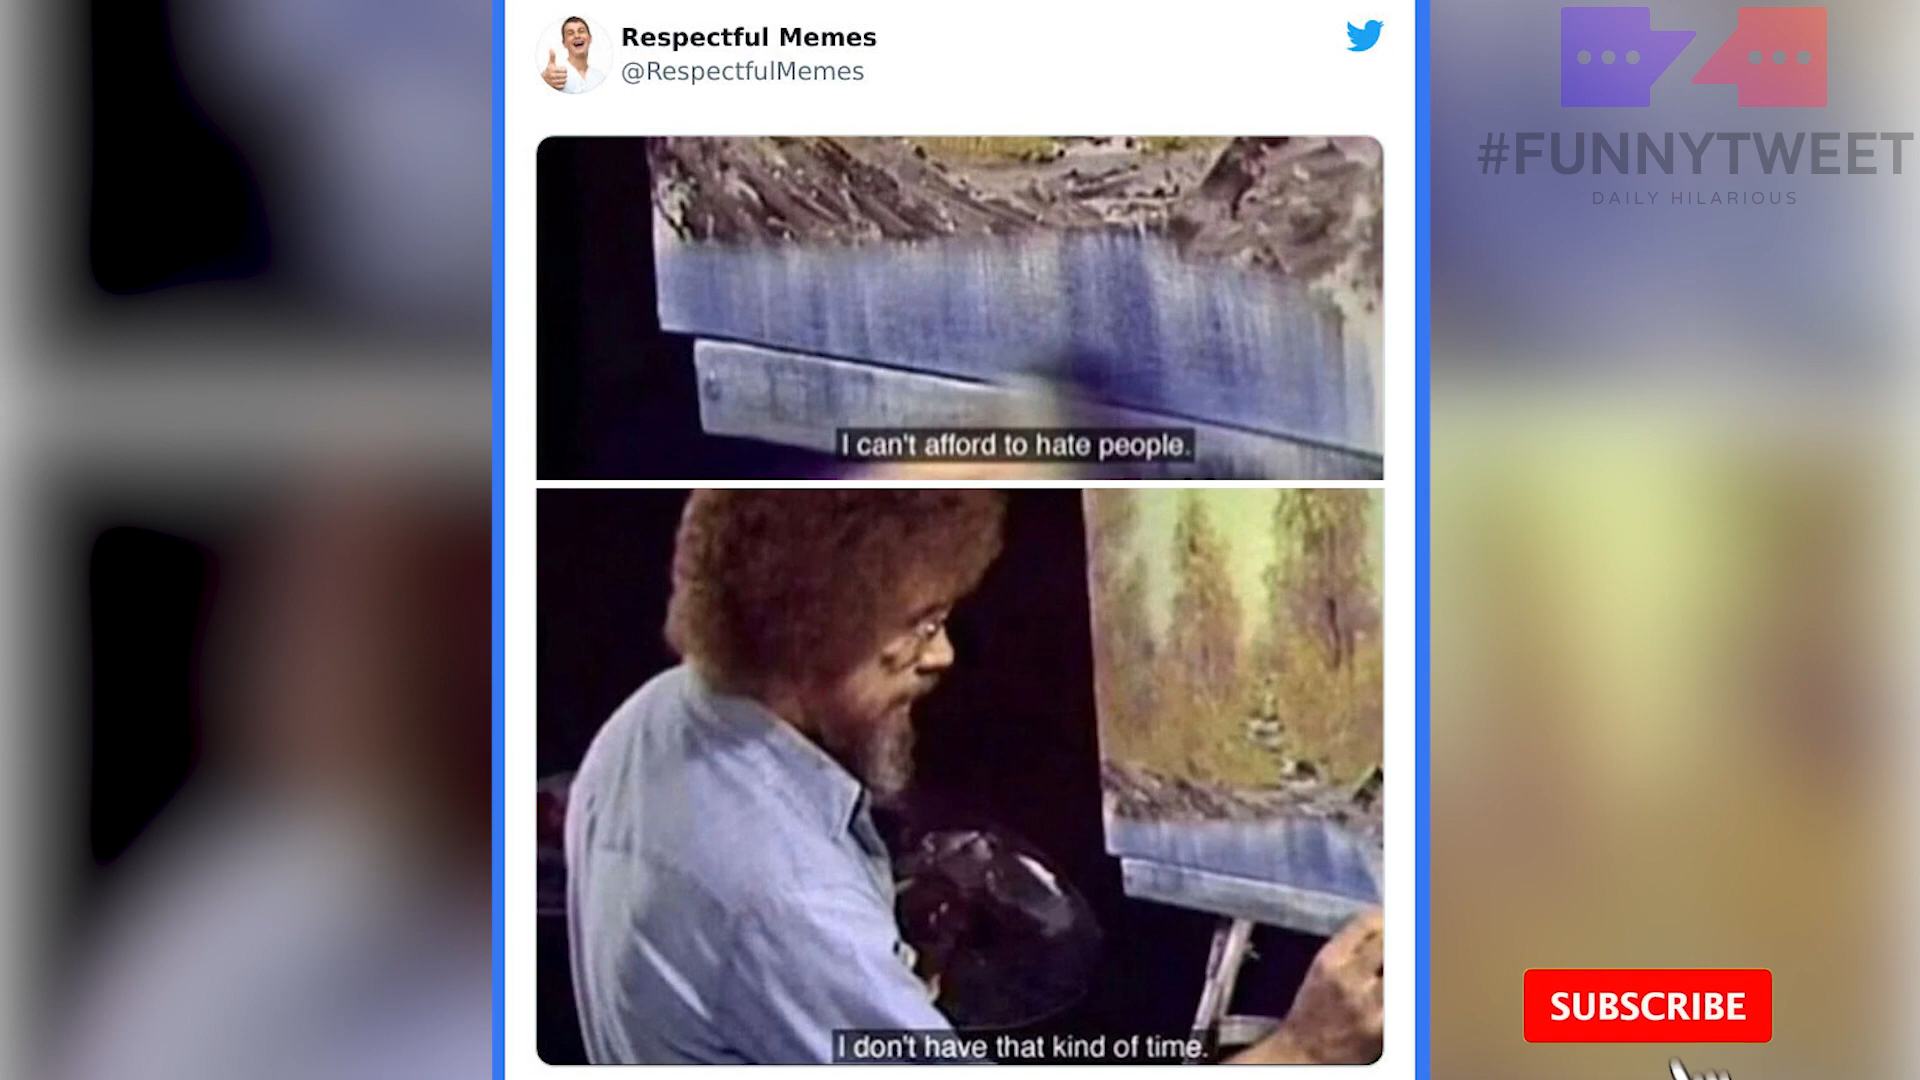 Respectful Memes
@RespectfulMemes
#FUNNYTWEET
DAILY HILARIOUS
I can't afford to hate people.
I don't have that kind of time.
SUBSCRIBE